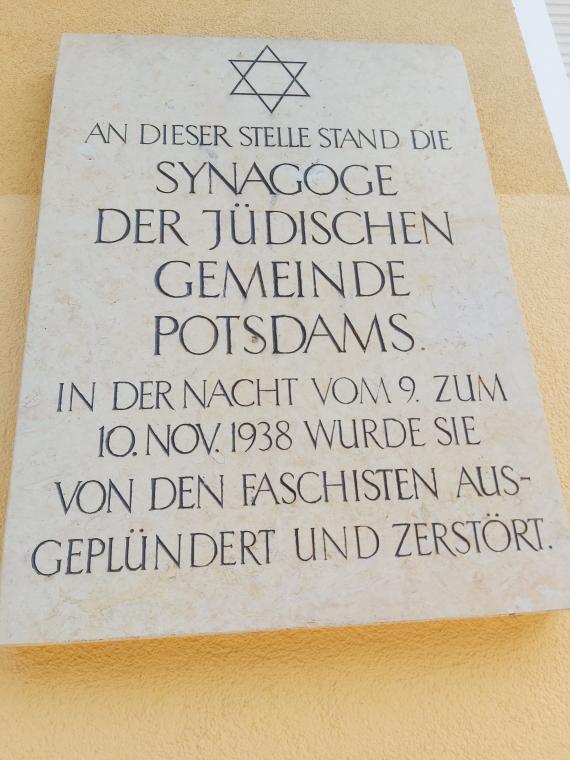 AN DIESER STELLE STAND DIE
SYNAGOGE
DER JÜDISCHEN
GEMEINDE
POTSDAMS.
IN DER NACHT VOM 9. ZUM
10. NOV. 1938 WURDE SIE
VON DEN FASCHISTEN AUS-
GEPLÜNDERT UND ZERSTÖRT.